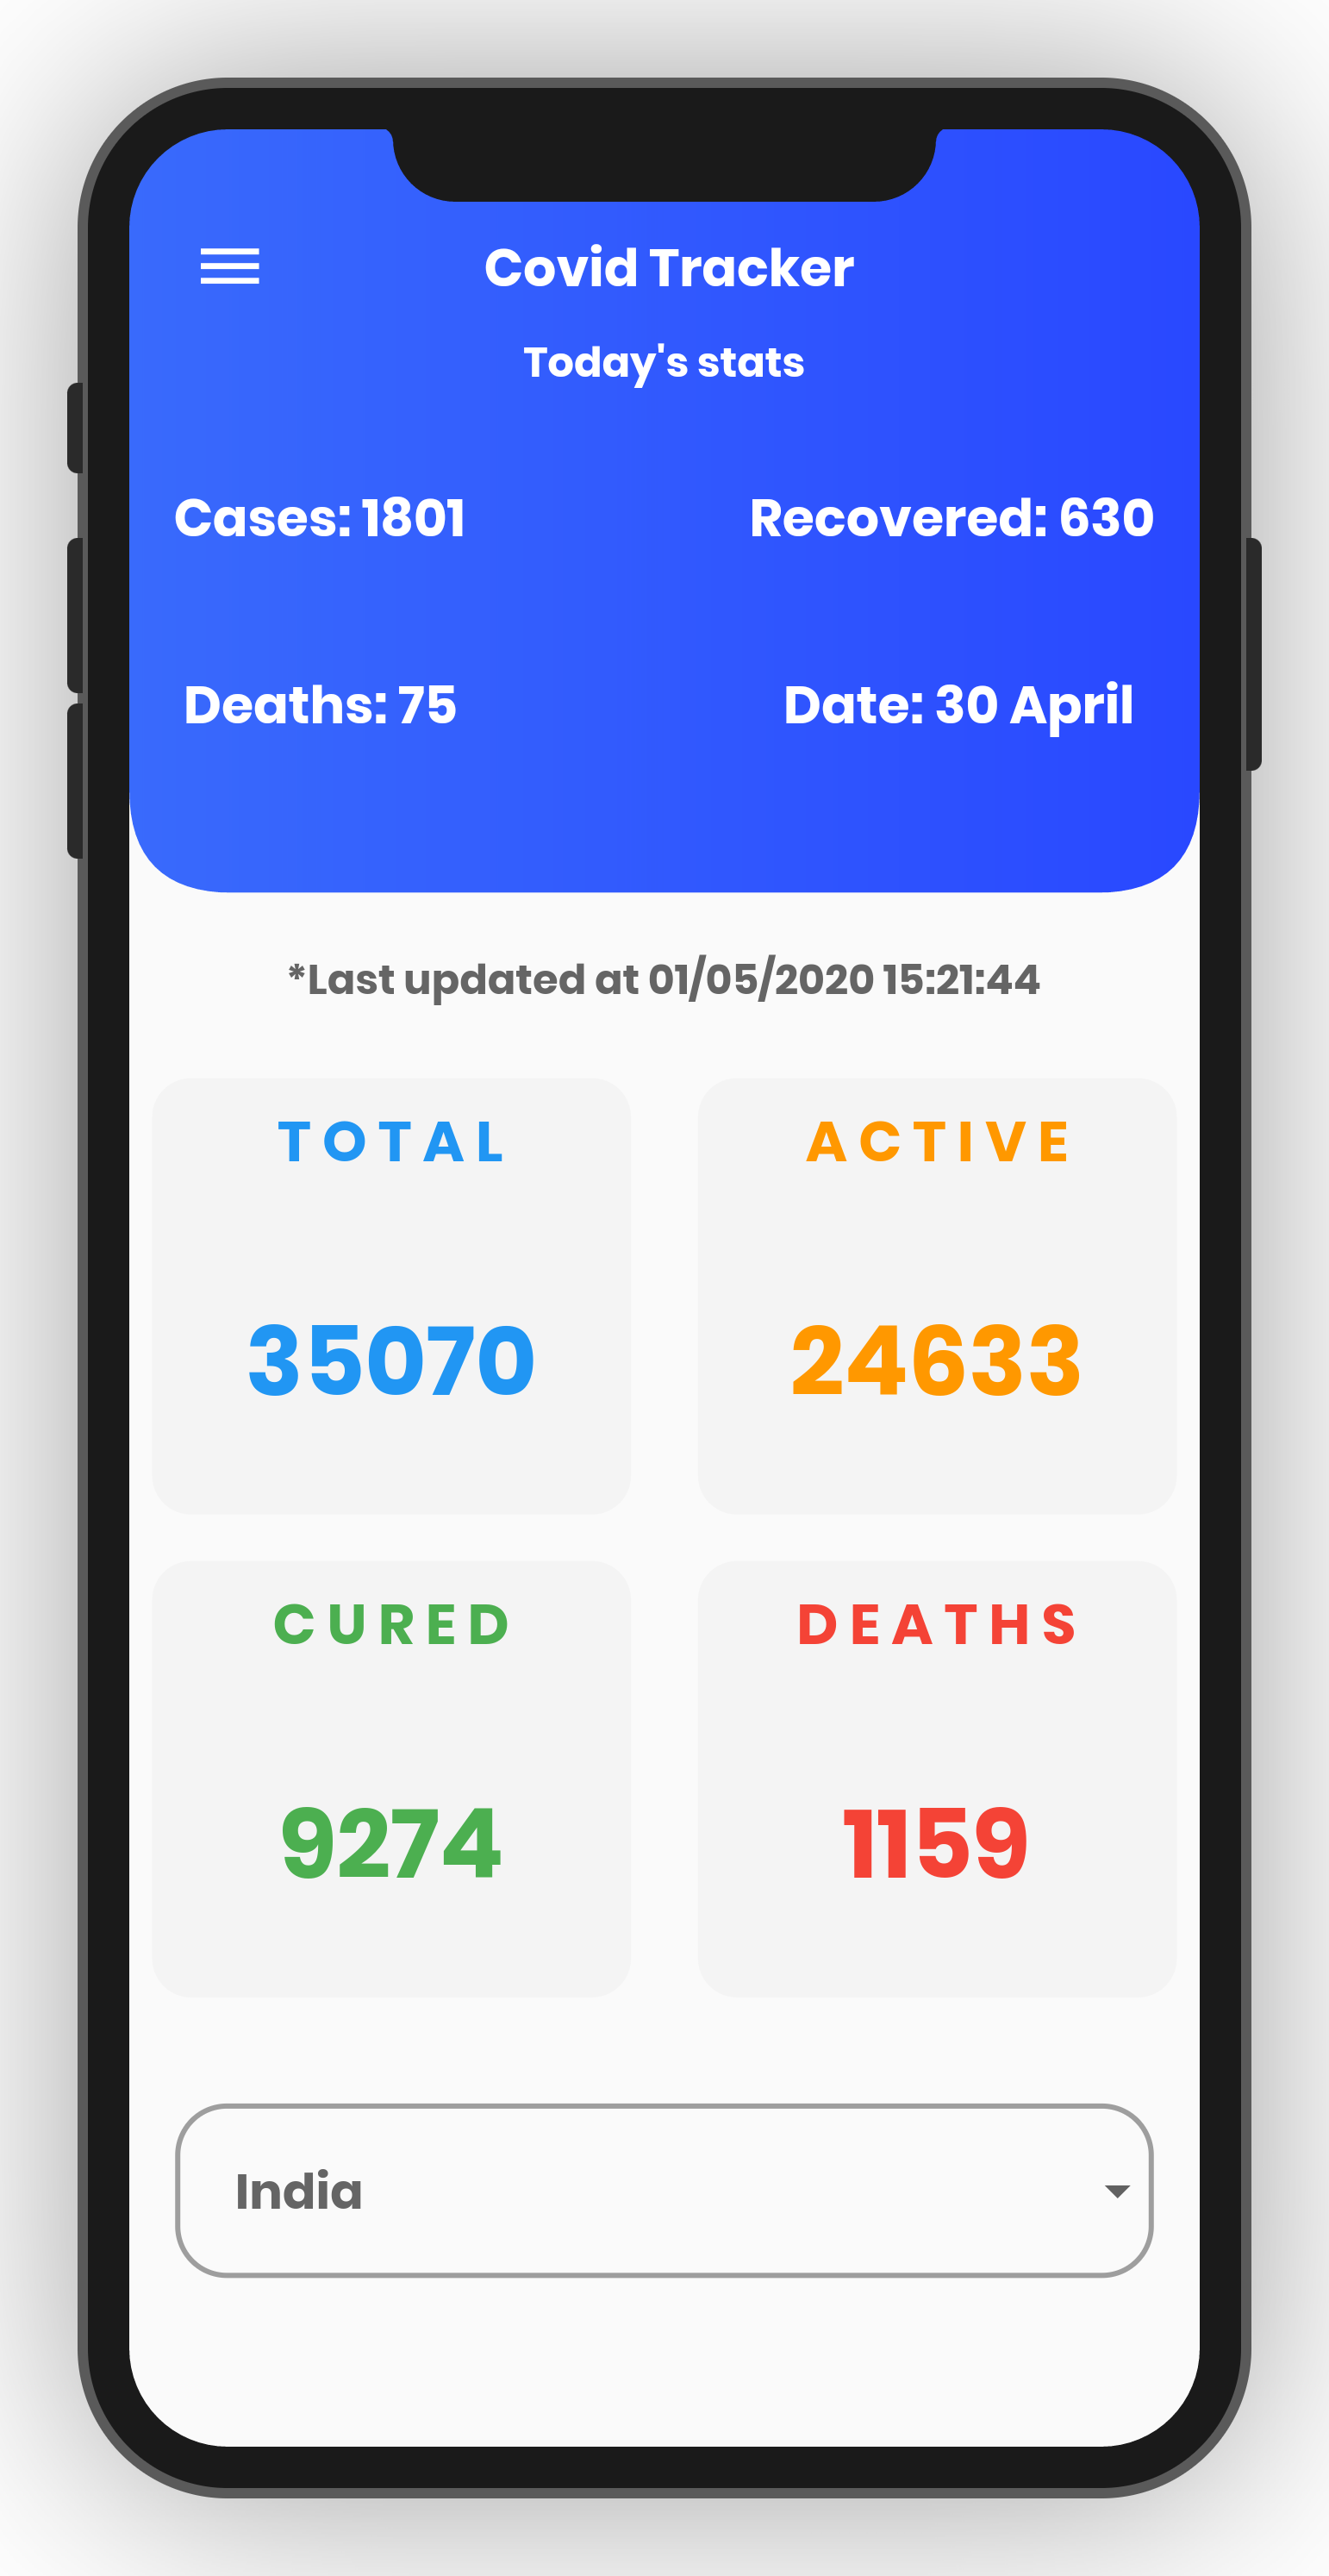 Covid Tracker
Today's stats
Cases: 1801 Recovered: 630
Deaths: 75 Date: 30 April
*Last updated at 01/05/2020 15:21:44
TOTAL ACTIVE
35070 24633
CURED DEATHS
9274 1159
India